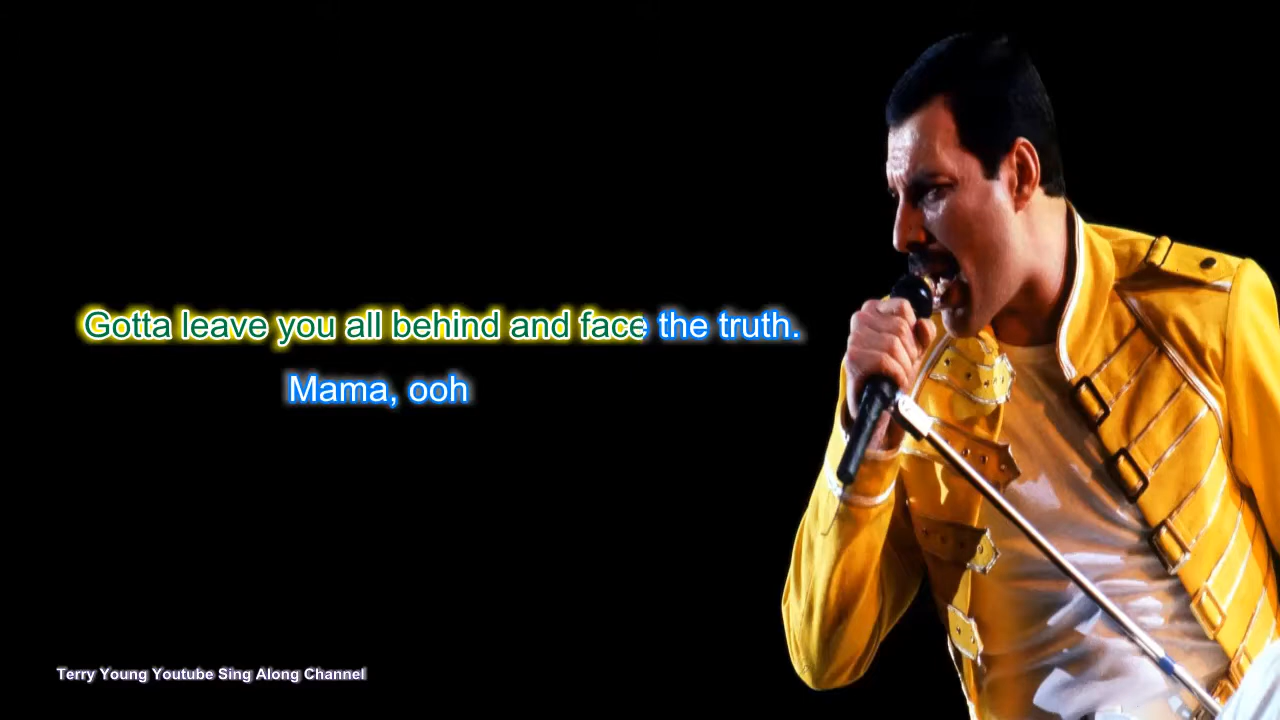 Gotta leave you all behind and face the truth.
Mama, ooh
Terry Young Youtube Sing Along Channel